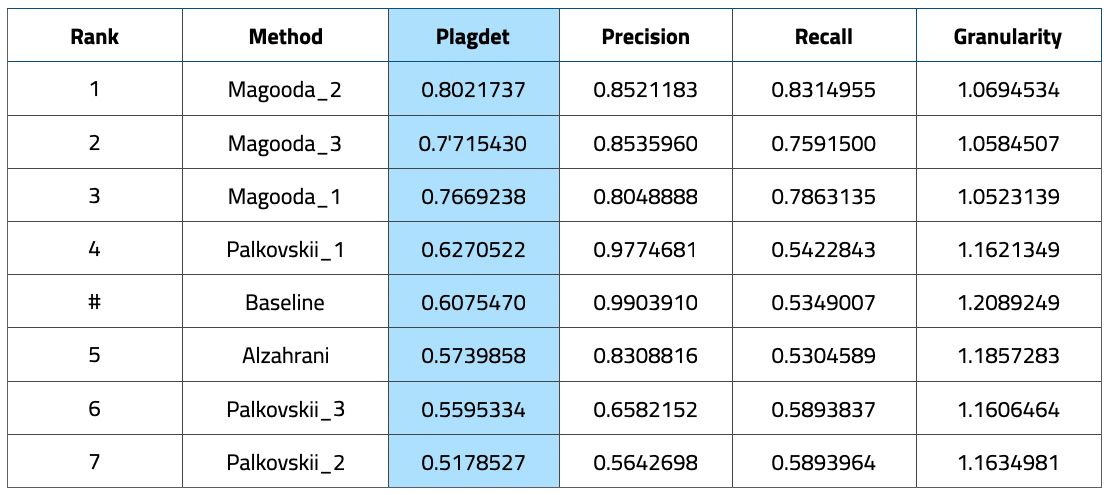 Rank Method Plagdet Precision Recall Granularity
1 Magooda_2 0.8021737 0.8521183 0.8314955 1.0694534
2 Magooda_3 0.7'715430 0.8535960 0.7591500 1.0584507
3 Magooda_1 0.7669238 0.8048888 0.7863135 1.0523139
4 Palkovskii_1 0.6270522 0.9774681 0.5422843 1.1621349
# Baseline 0.6075470 0.9903910 0.5349007 1.2089249
5 Alzahrani 0.5739858 0.8308816 0.5304589 1.1857283
6 Palkovskii_3 0.5595334 0.6582152 0.5893837 1.1606464
7 Palkovskii_2 0.5178527 0.5642698 0.5893964 1.1634981